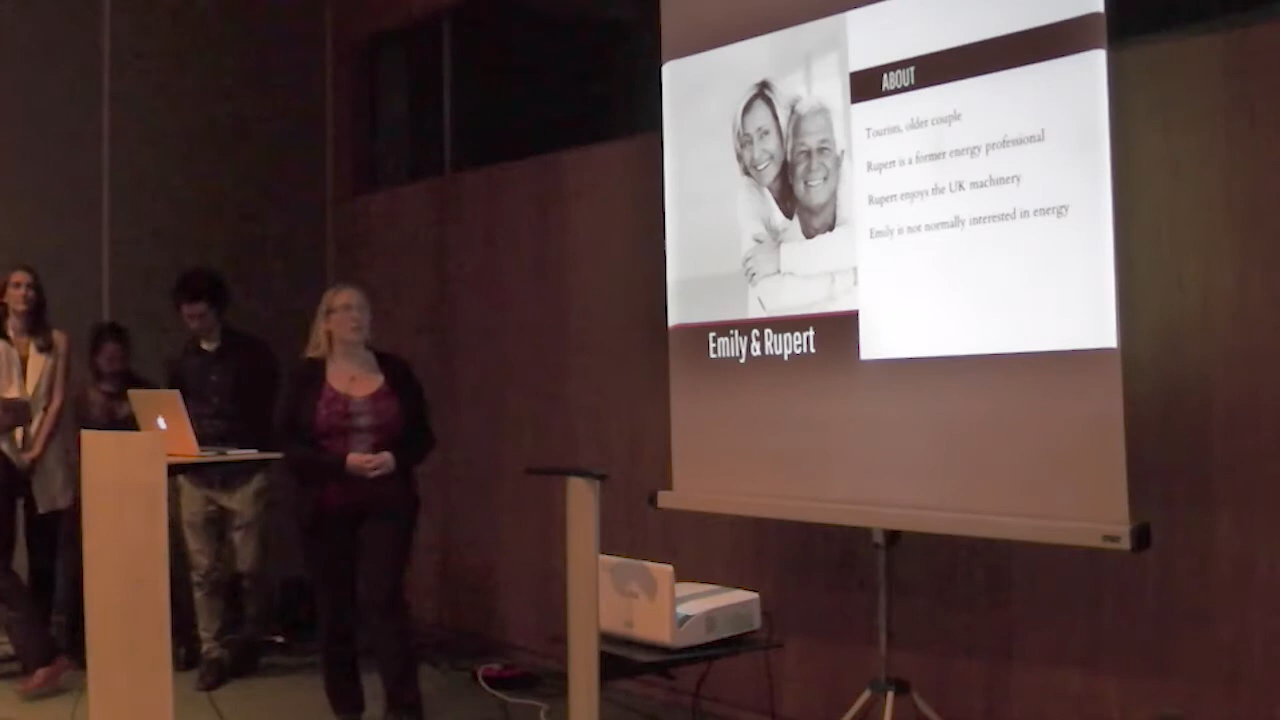 ABOUT
Tourists, older couple
Rupert is a former energy professional
Rupert enjoys the UK machinery
Emily is not normally interested in energy
Emily & Rupert